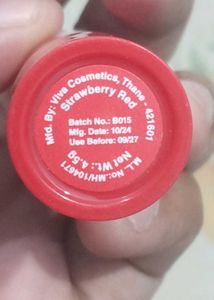 Mfd. By: Viva Cosmetics, Thane - 421601
Strawberry Red
Batch No.: B015
Mfg. Date: 10/24
Use Before: 09/27
Net Wt.: 4.5g
M.L. No.:MH/104671